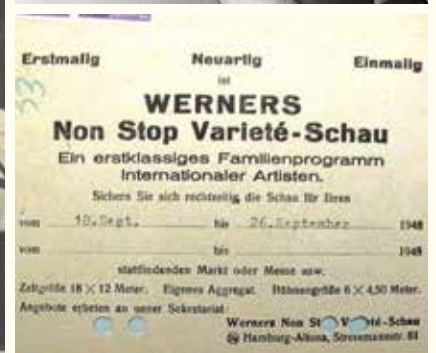 Erstmalig Neuartig Einmalig
ist
WERNERS
Non Stop Varieté-Schau
Ein erstklassiges Familienprogramm
Internationaler Artisten.
Sichern Sie sich rechtzeitig die Schau für Ihren
vom 18.Sept. bis 26.September 1948
vom bis 1948
stattfindenden Markt oder Messe usw.
Zeltgröße 18 × 12 Meter. Eigenes Aggregat. Bühnengröße 6 × 4,50 Meter.
Angebote erbeten an unser Sekretariat
Werners Non Stop Varieté-Schau
Hamburg-Altona, Stresemannstr.